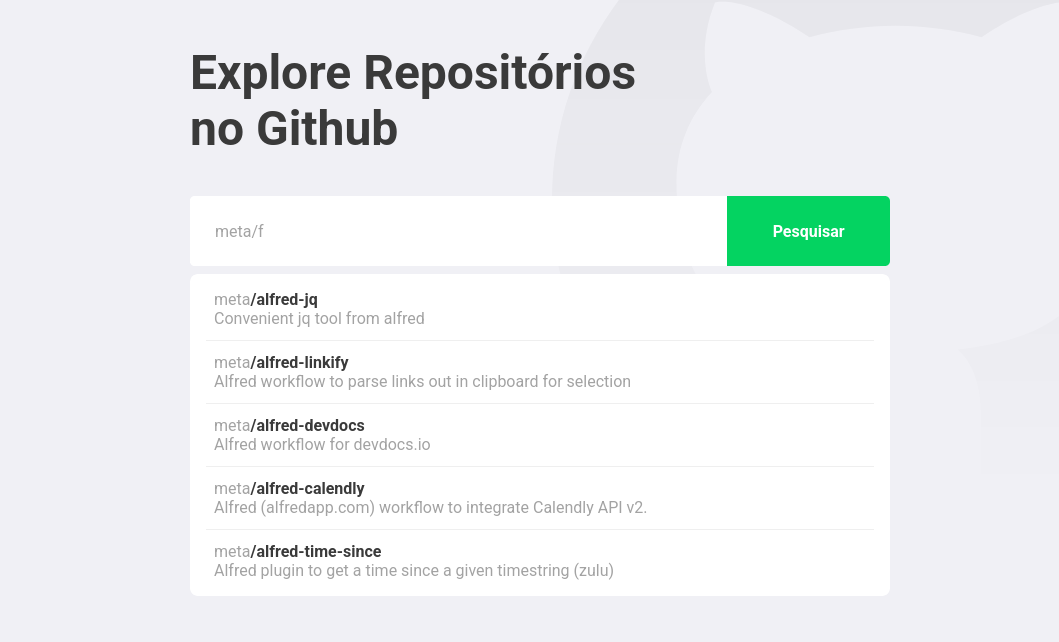 Explore Repositórios
no Github
meta/f
Pesquisar
meta/alfred-jq
Convenient jq tool from alfred
meta/alfred-linkify
Alfred workflow to parse links out in clipboard for selection
meta/alfred-devdocs
Alfred workflow for devdocs.io
meta/alfred-calendly
Alfred (alfredapp.com) workflow to integrate Calendly API v2.
meta/alfred-time-since
Alfred plugin to get a time since a given timestring (zulu)